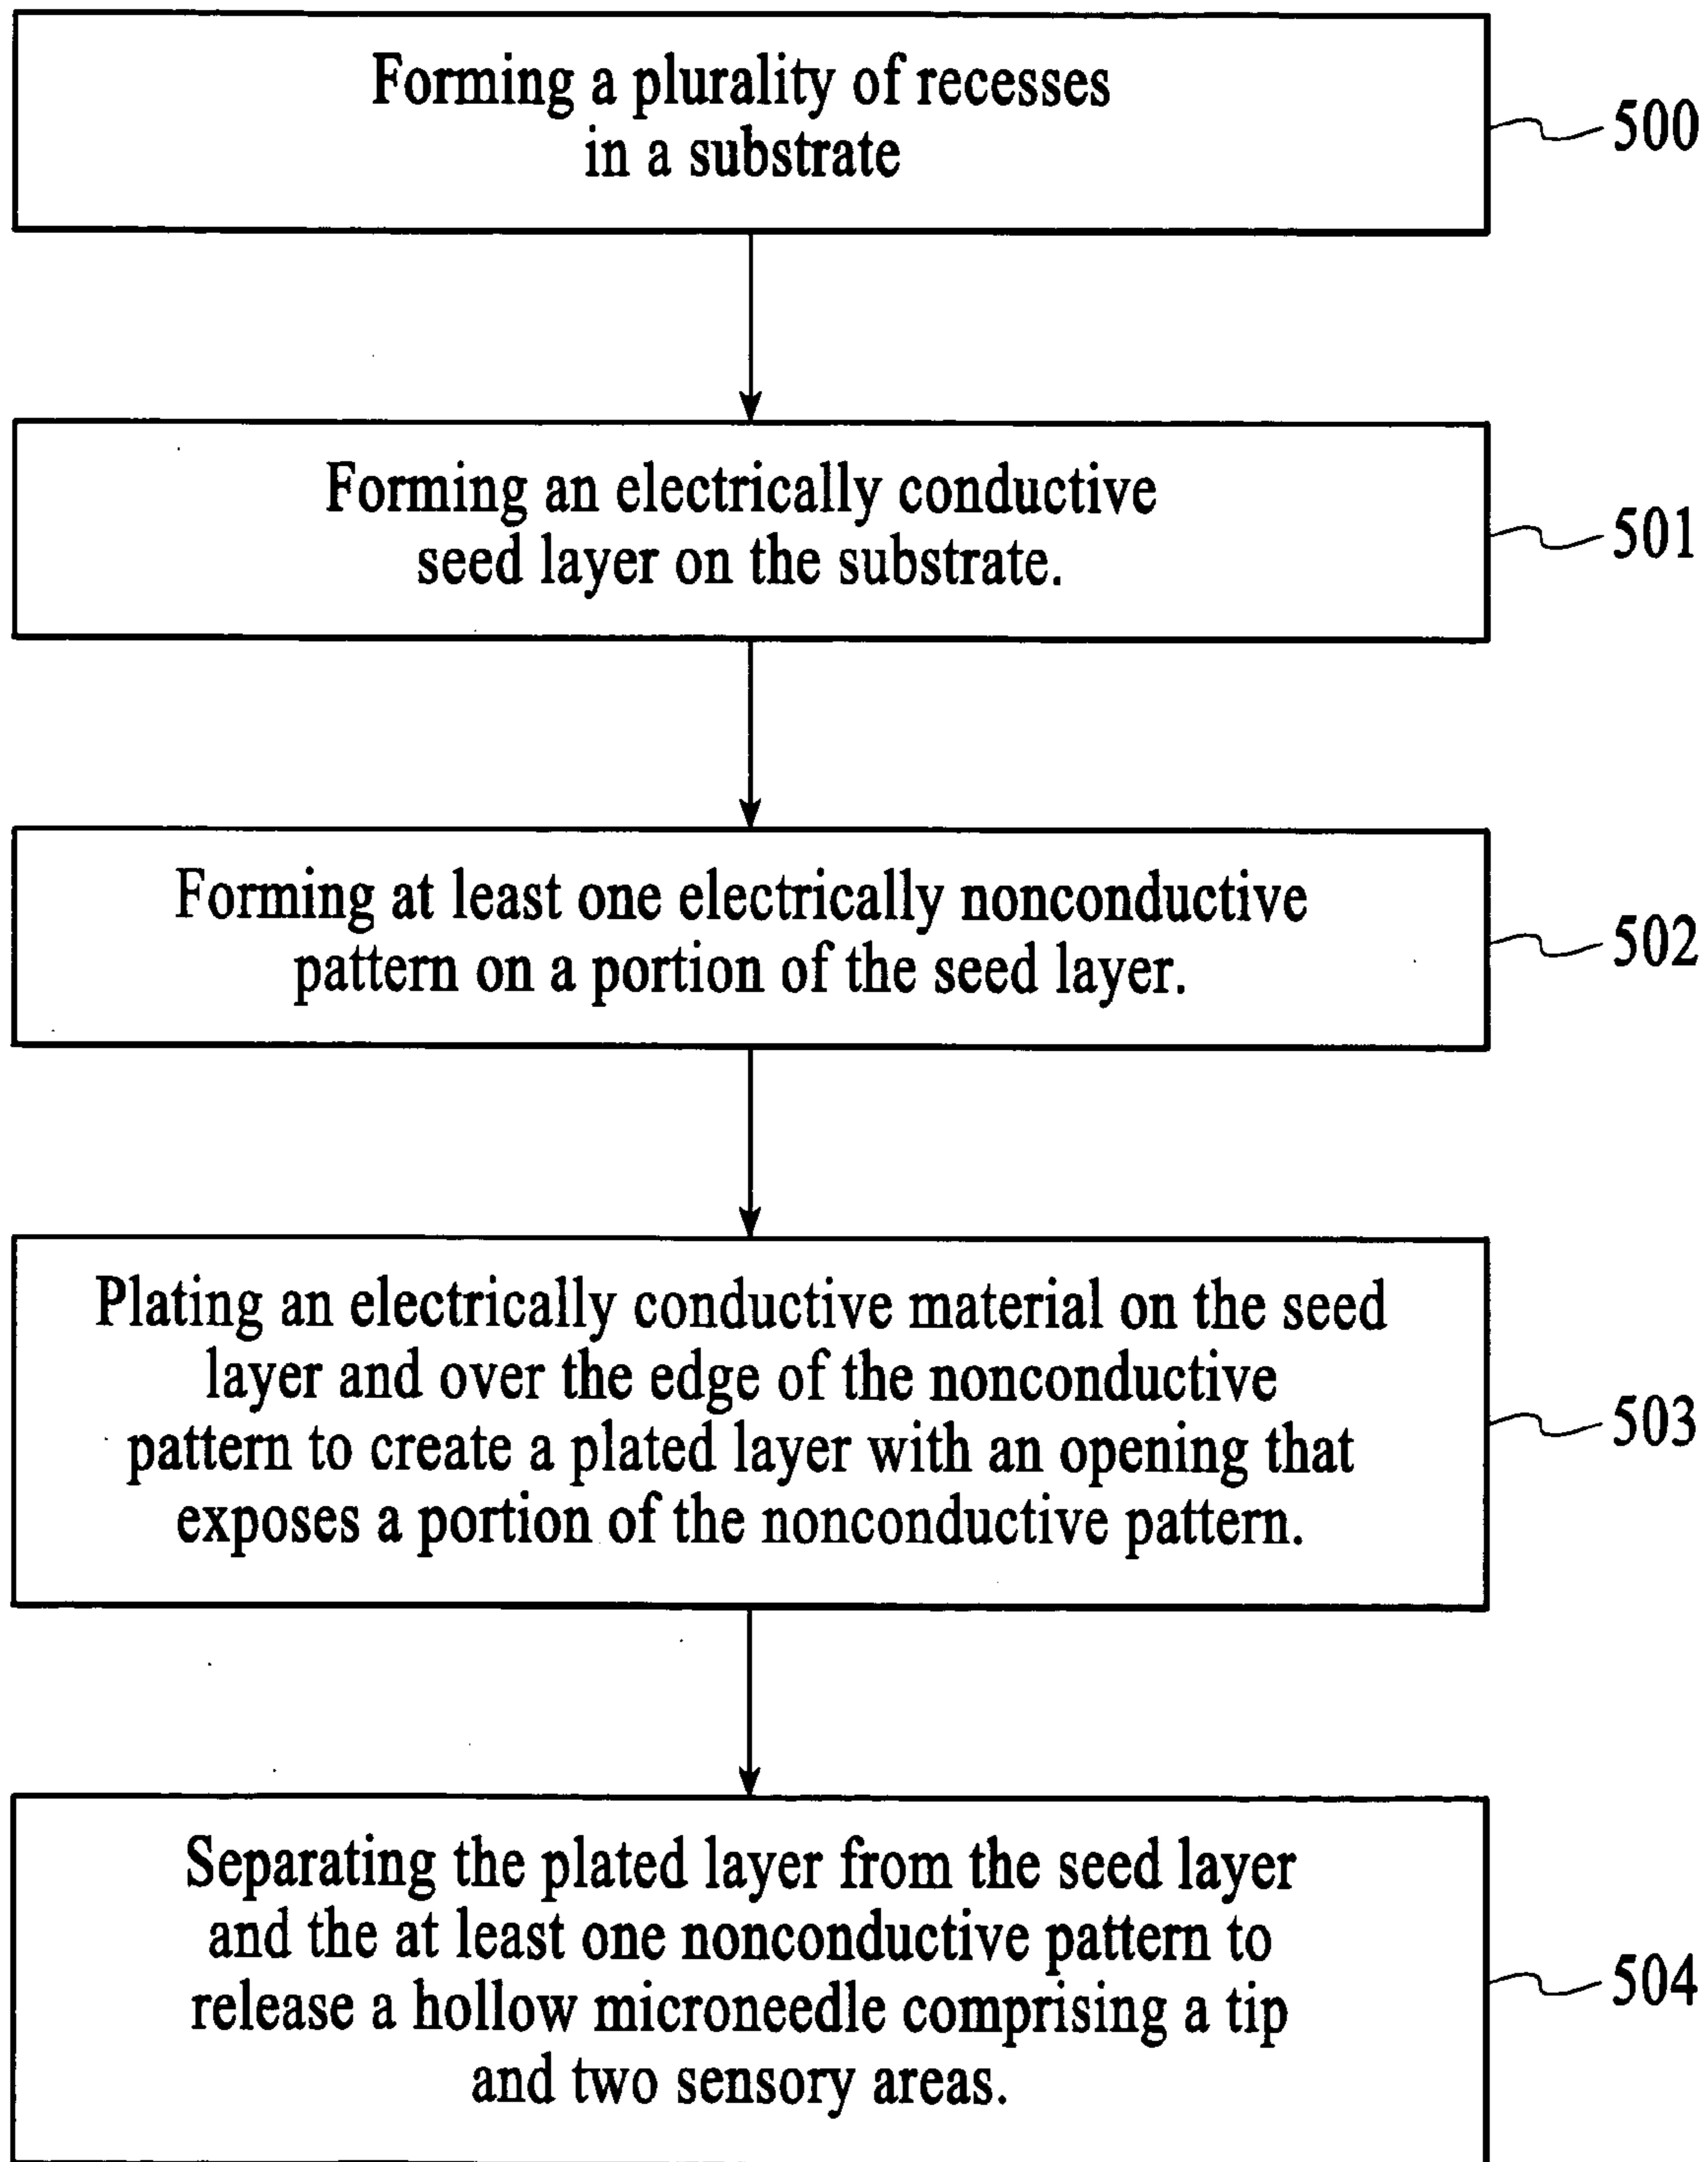 Forming a plurality of recesses
in a substrate
500
Forming an electrically conductive
seed layer on the substrate.
501
Forming at least one electrically nonconductive
pattern on a portion of the seed layer.
502
Plating an electrically conductive material on the seed
layer and over the edge of the nonconductive
pattern to create a plated layer with an opening that
exposes a portion of the nonconductive pattern.
503
Separating the plated layer from the seed layer
and the at least one nonconductive pattern to
release a hollow microneedle comprising a tip
and two sensory areas.
504